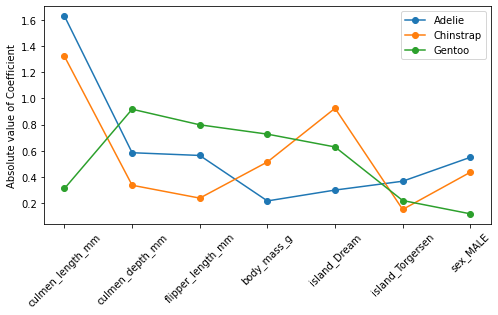 Absolute value of Coefficient
1.6
1.4
1.2
1.0
0.8
0.6
0.4
0.2
Adelie
Chinstrap
Gentoo
culmen_length_mm
culmen_depth_mm
flipper_length_mm
body_mass_g
island_Dream
island_Torgersen
sex_MALE